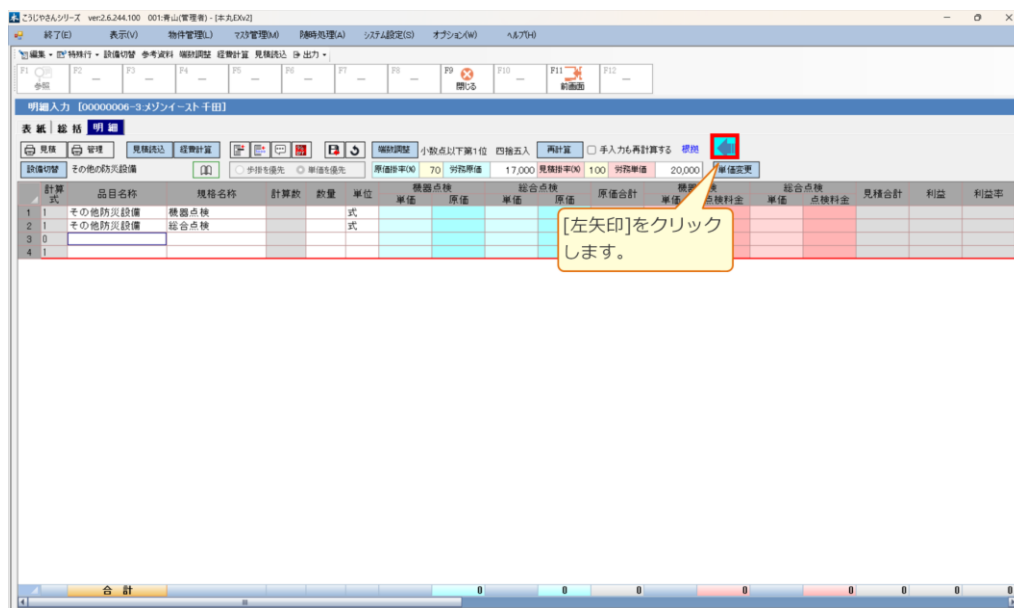 こうじやさんシリーズ ver.2.6.244.100 001:青山(管理者) - [本丸EXv2]
終了(E) 表示(V) 物件管理(L) マスタ管理(M) 随時処理(A) システム設定(S) オプション(W) ヘルプ(H)
編集 特殊行 設備切替 参考資料 端数調整 経費計算 見積読込 出力
F1 F2 F3 F4 F5 F6 F7 F8 F9 F10 F11 F12
参照 閉じる 前画面
明細入力 [00000006-3:メゾンイースト千田]
表紙 総括 明細
見積 管理 見積読込 経費計算 端数調整 小数点以下第1位 四捨五入 再計算 手入力も再計算する 標準
設備切替 その他の防災設備 歩掛を優先 単価を優先 原価掛率(%) 70 労務原価 17,000 見積掛率(%) 100 労務単価 20,000 単価変更
計算式 品目名称 規格名称 計算数 数量 単位 機器点検 総合点検 原価合計 機器点検 総合点検 見積合計 利益 利益率
単価 原価 単価 原価 単価 点検料金 単価 点検料金
1 1 その他防災設備 機器点検 式
2 1 その他防災設備 総合点検 式
3 0
4 1
[左矢印]をクリック
します。
合 計 0 0 0 0 0 0 0 0